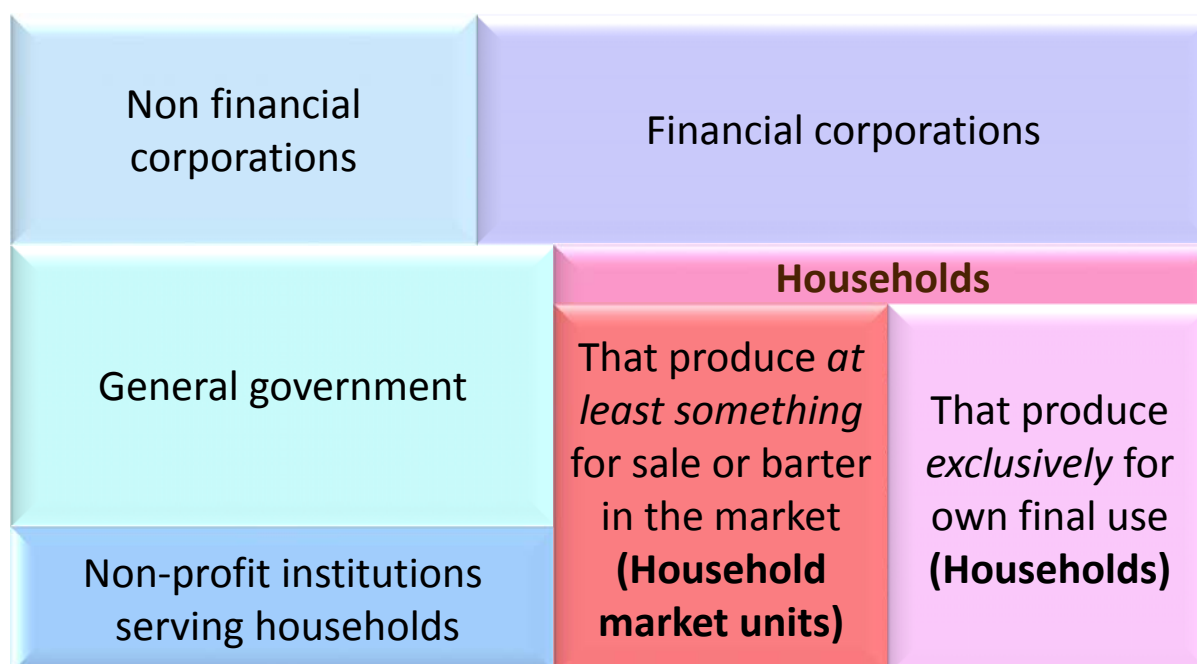 Non financial
corporations
Financial corporations
General government
Non-profit institutions
serving households
Households
That produce at
least something
for sale or barter
in the market
(Household
market units)
That produce
exclusively for
own final use
(Households)